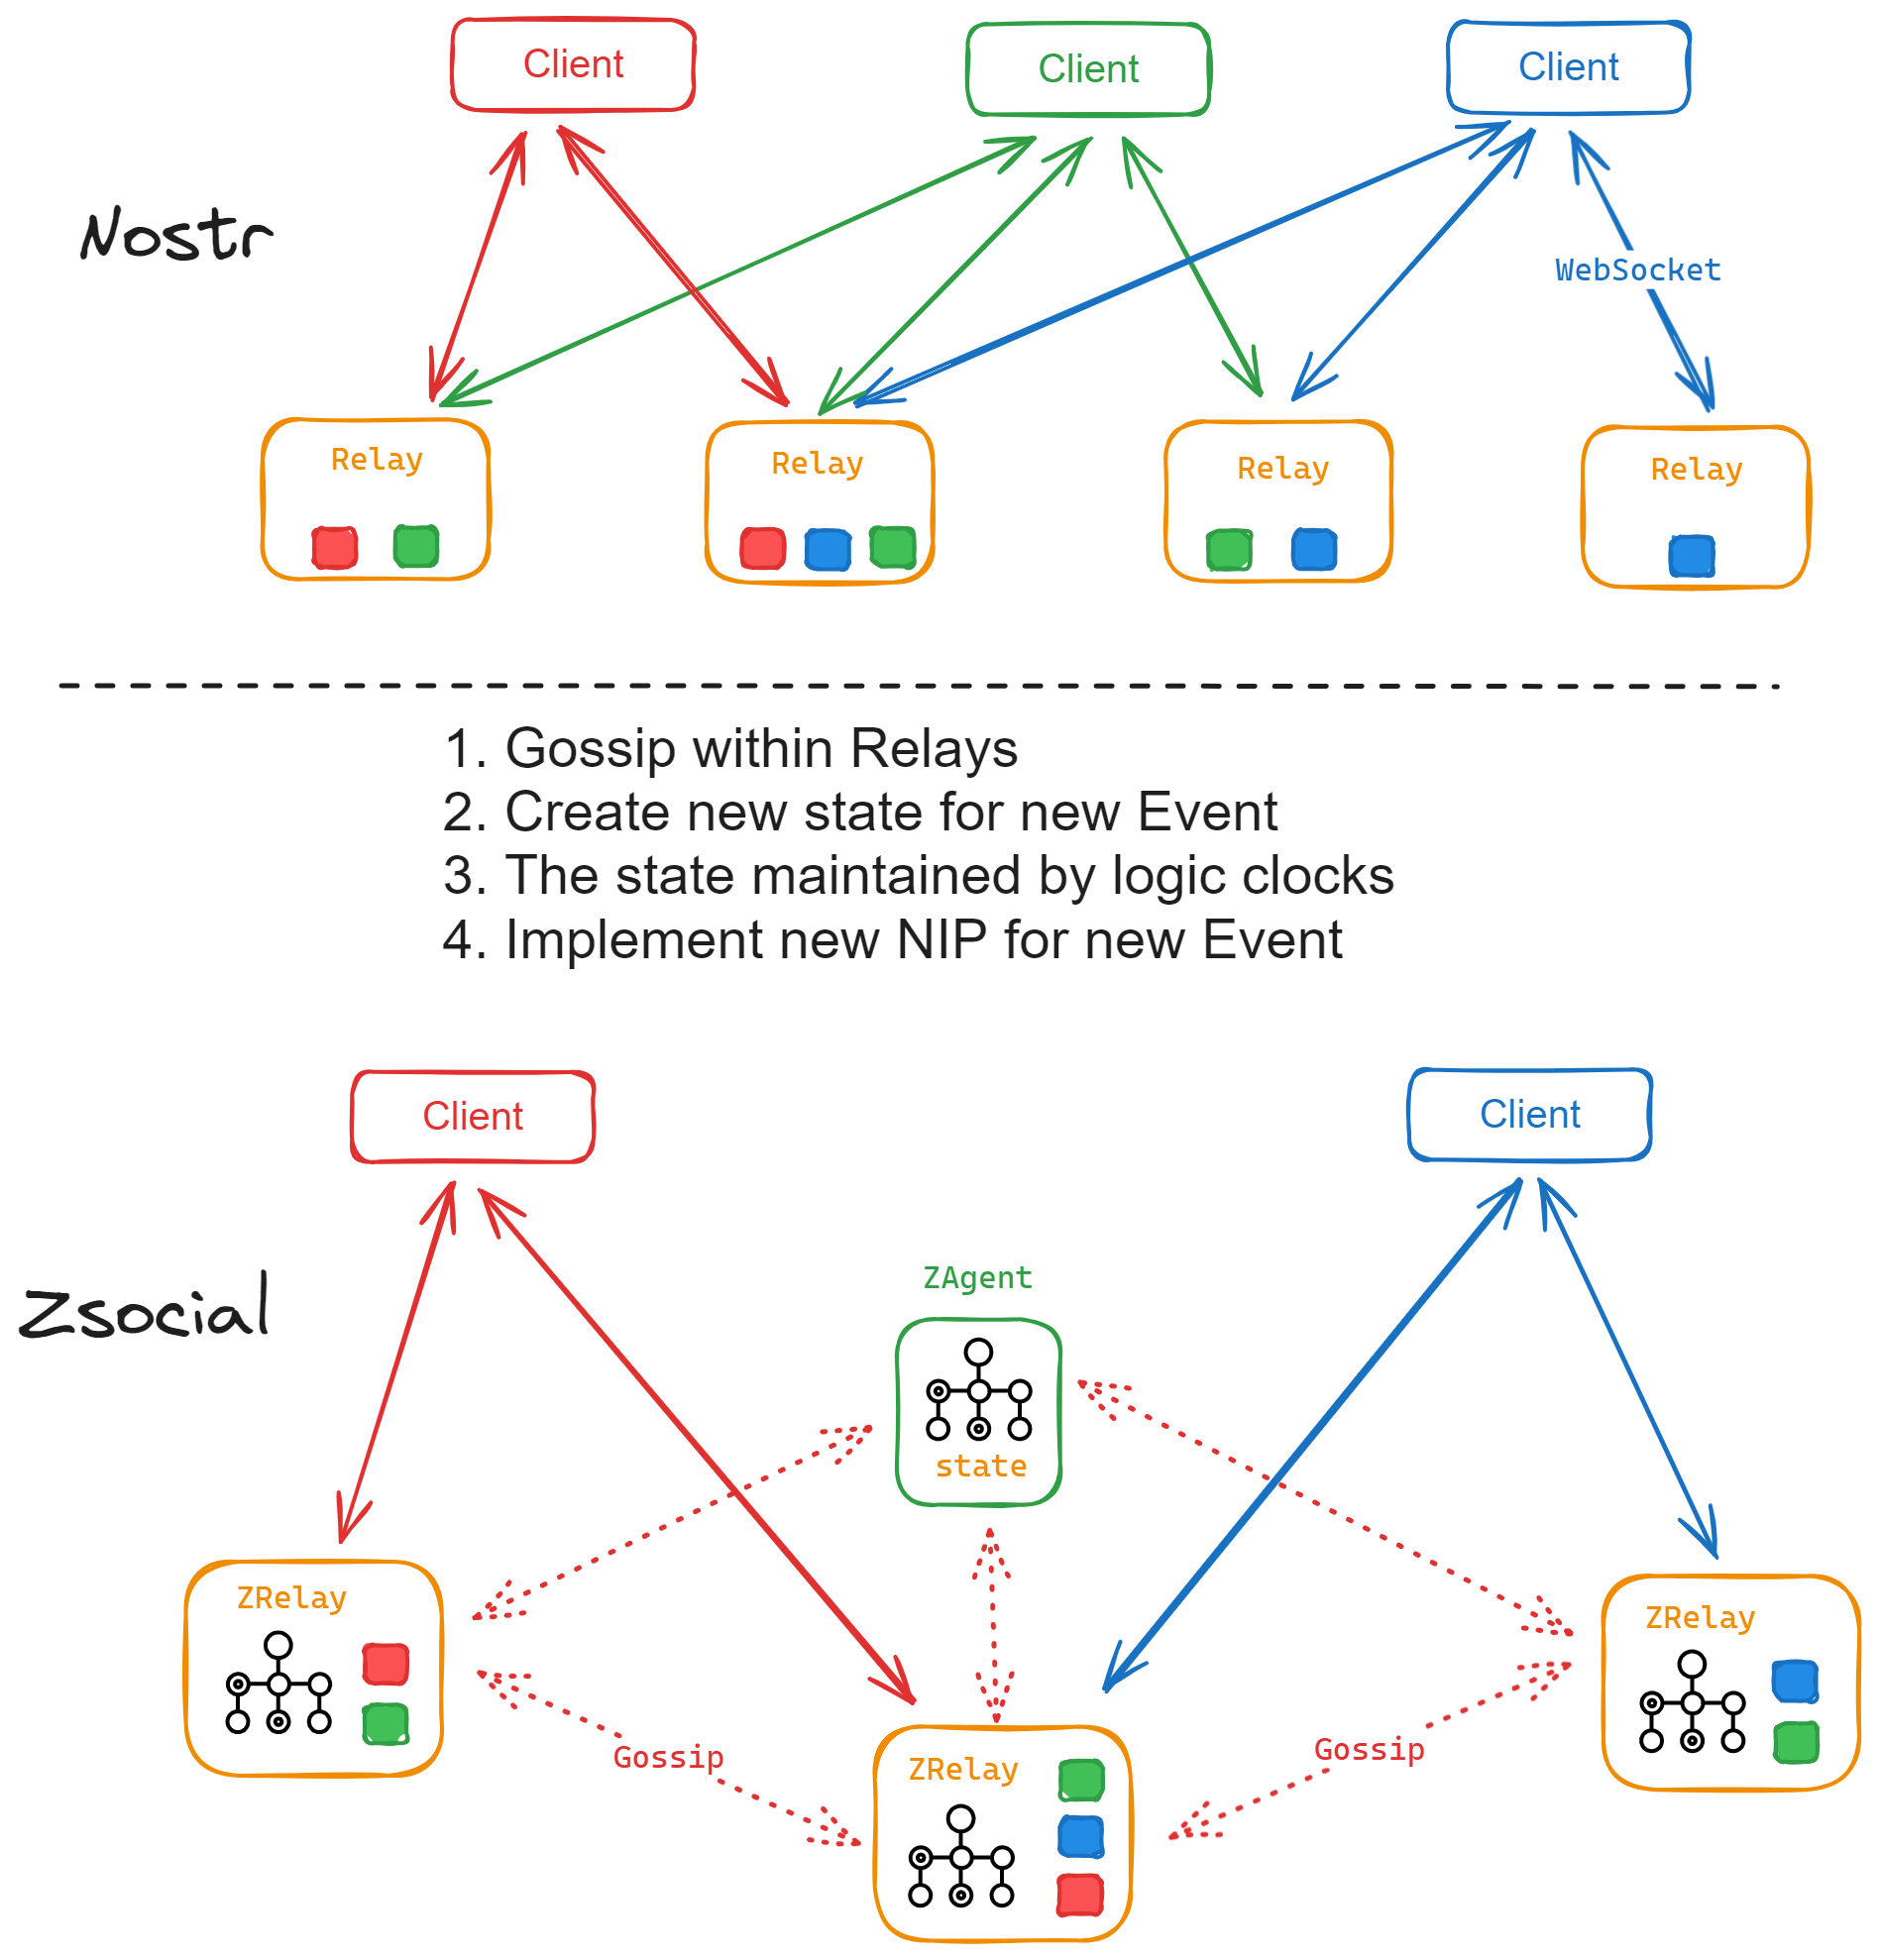 Client
Client
Client
Nostr
WebSocket
Relay
Relay
Relay
Relay
1. Gossip within Relays
2. Create new state for new Event
3. The state maintained by logic clocks
4. Implement new NIP for new Event
Client
Client
ZAgent
Zsocial
state
ZRelay
ZRelay
Gossip
Gossip
ZRelay